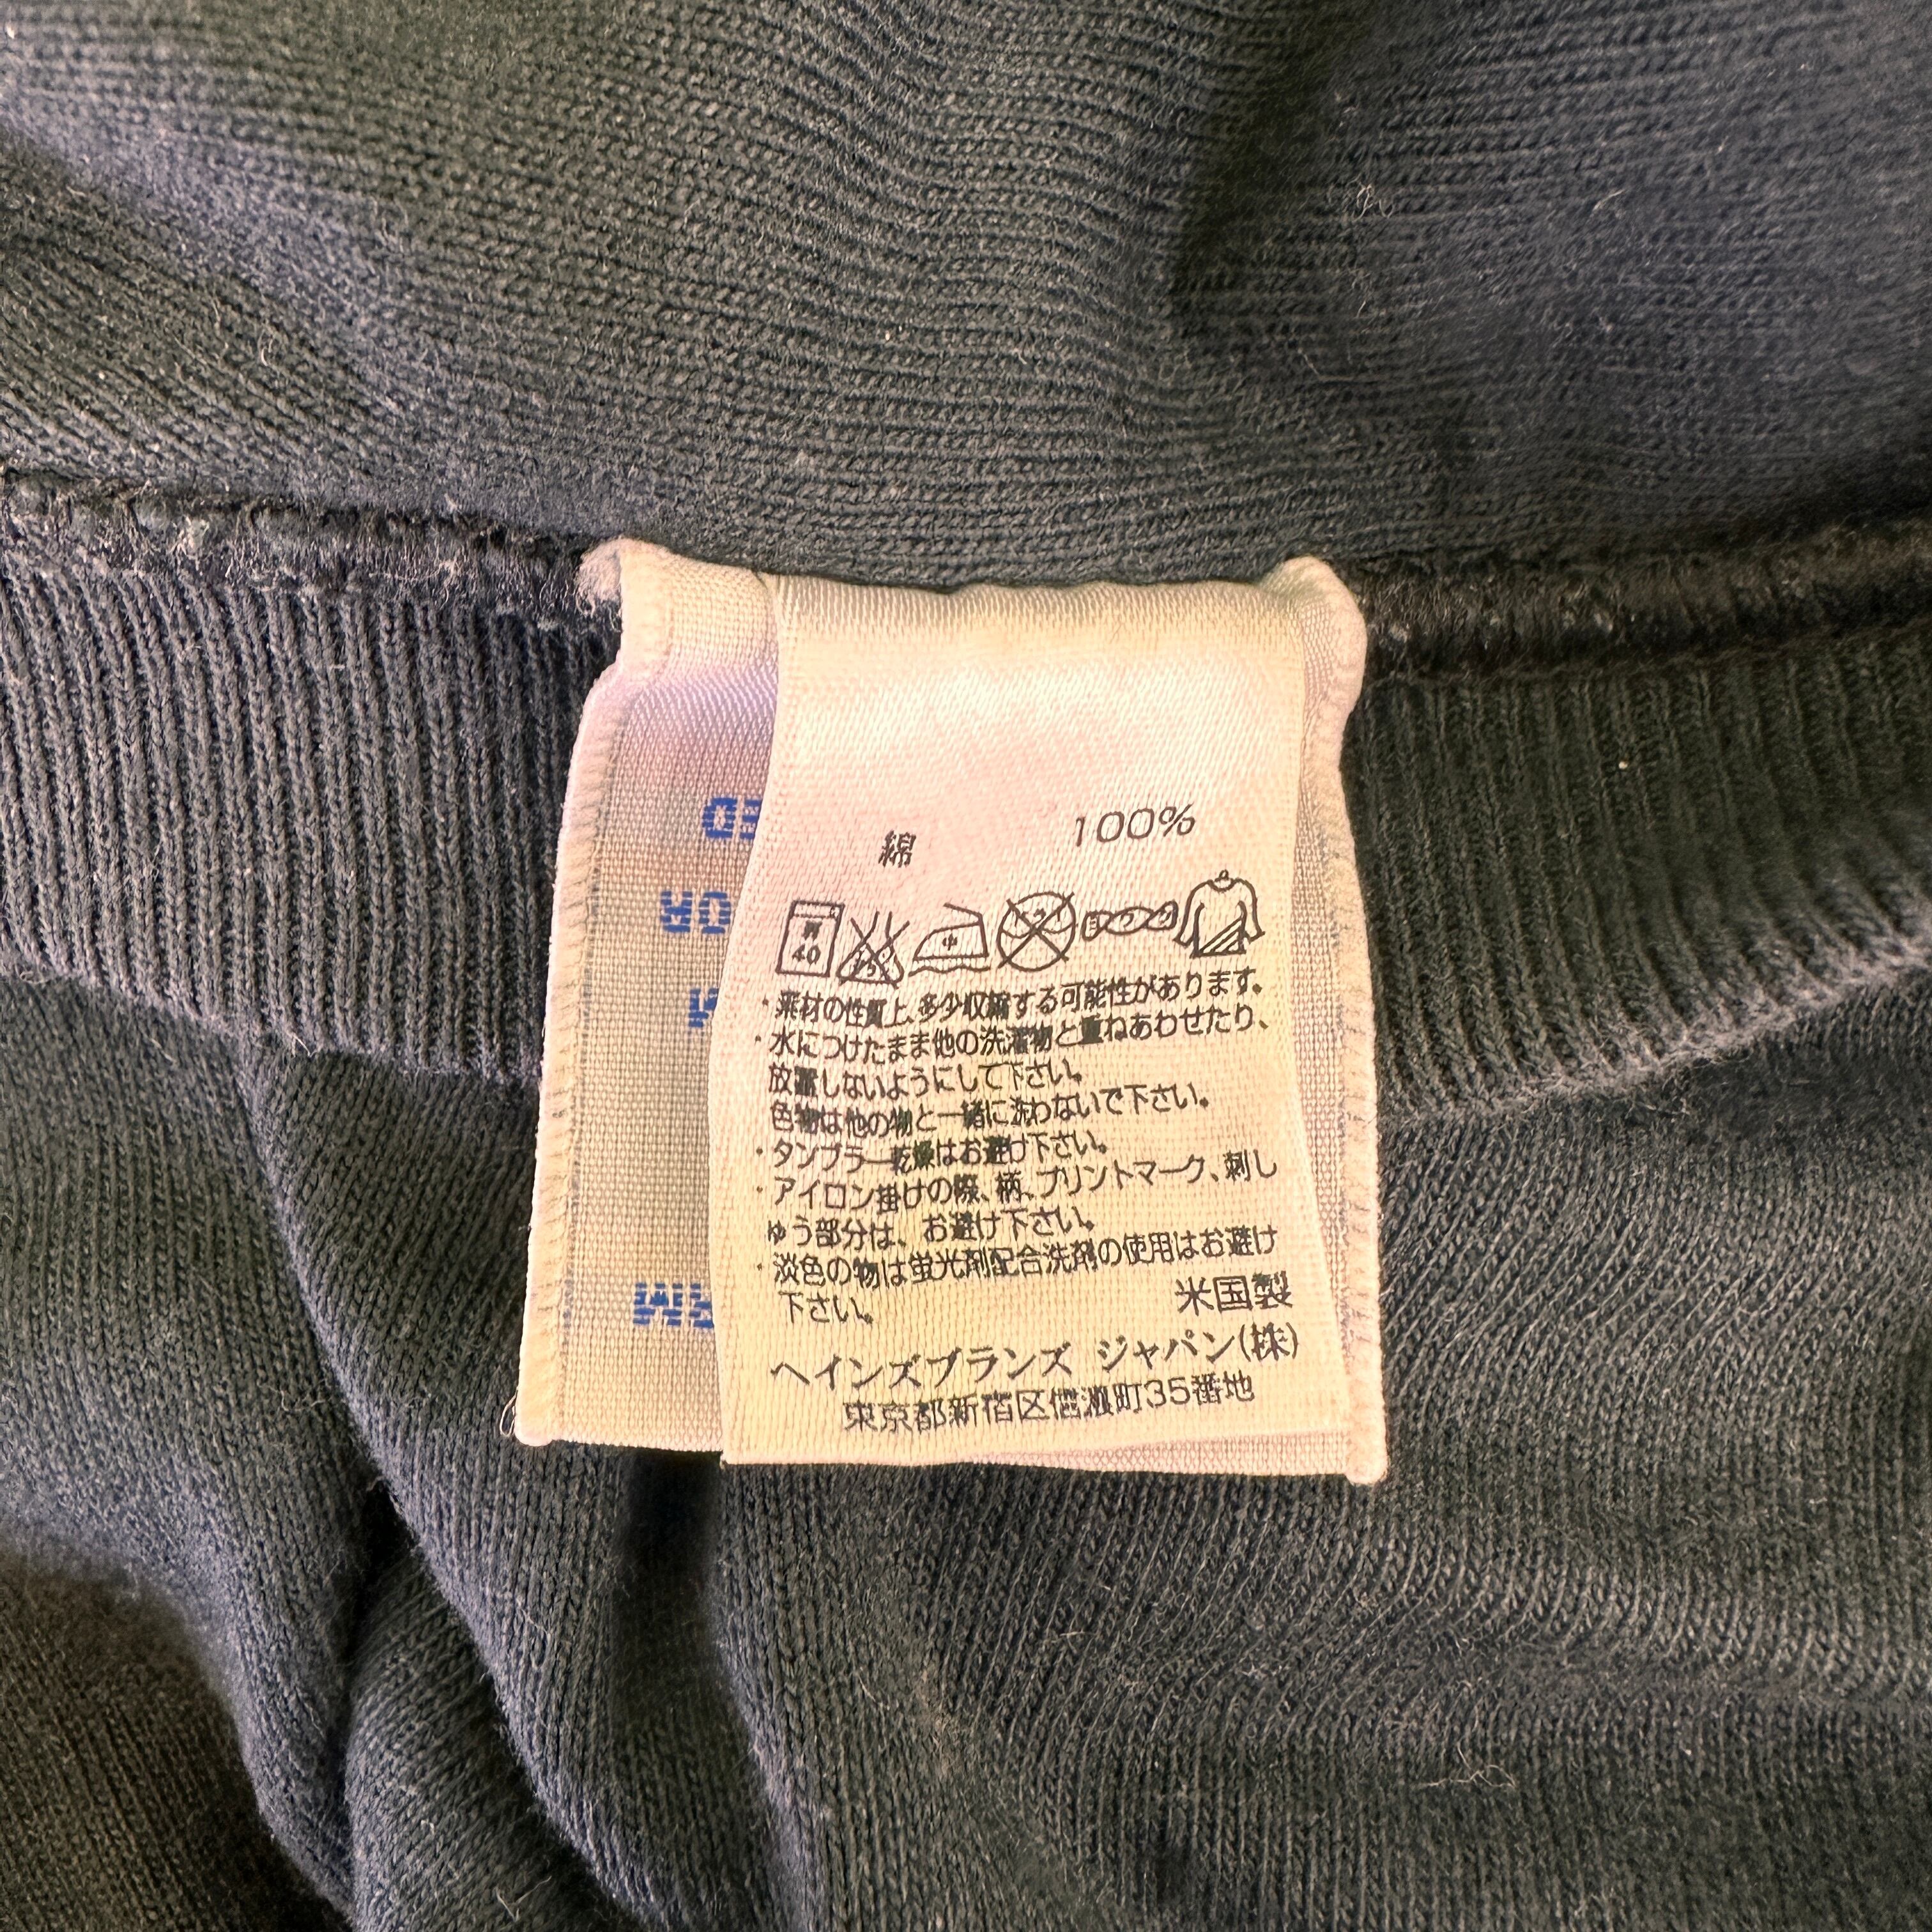 綿 100%
40 中
・素材の性質上、多少収縮する可能性があります。
・水につけたまま他の洗濯物と重ねあわせたり、
放置しないようにして下さい。
色物は他の物と一緒に洗わないで下さい。
・タンブラー乾燥はお避け下さい。
・アイロン掛けの際、柄、プリントマーク、刺し
ゅう部分は、お避け下さい。
・淡色の物は蛍光剤配合洗剤の使用はお避け
下さい。
米国製
ヘインズブランズ ジャパン(株)
東京都新宿区信濃町35番地